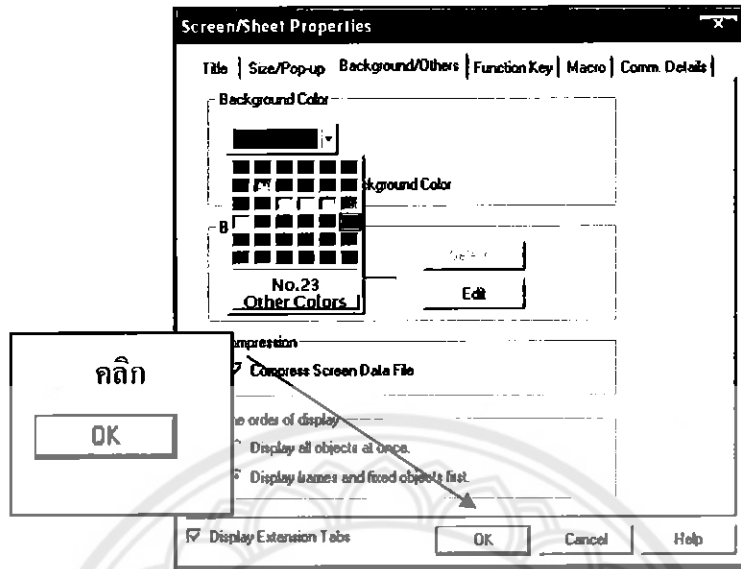 Screen/Sheet Properties
Title Size/Pop-up Background/Others Function Key Macro Comm. Details
Background Color
kground Color
B
No.23
Other Colors
Select
Edit
mpression
Compress Screen Data File
คลิก
OK
e order of display
Display all objects at once.
Display frames and fixed objects first.
Display Extension Tabs
OK Cancel Help